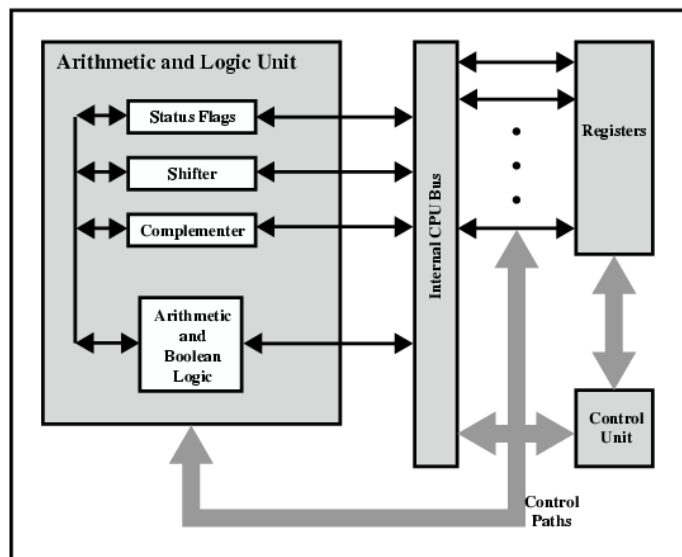 Arithmetic and Logic Unit
Status Flags
Shifter
Complementer
Arithmetic
and
Boolean
Logic
Internal CPU Bus
Registers
Control
Unit
Control
Paths